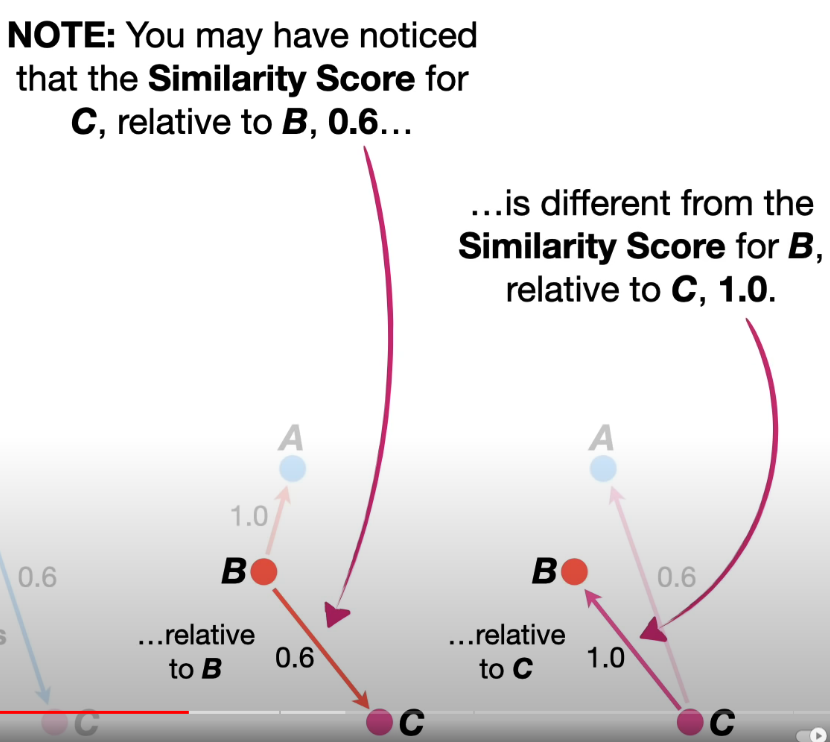 NOTE: You may have noticed
that the Similarity Score for
C, relative to B, 0.6…
…is different from the
Similarity Score for B,
relative to C, 1.0.
A
1.0
B
0.6
…relative
to B
0.6
C
C
A
B
0.6
…relative
to C
1.0
C